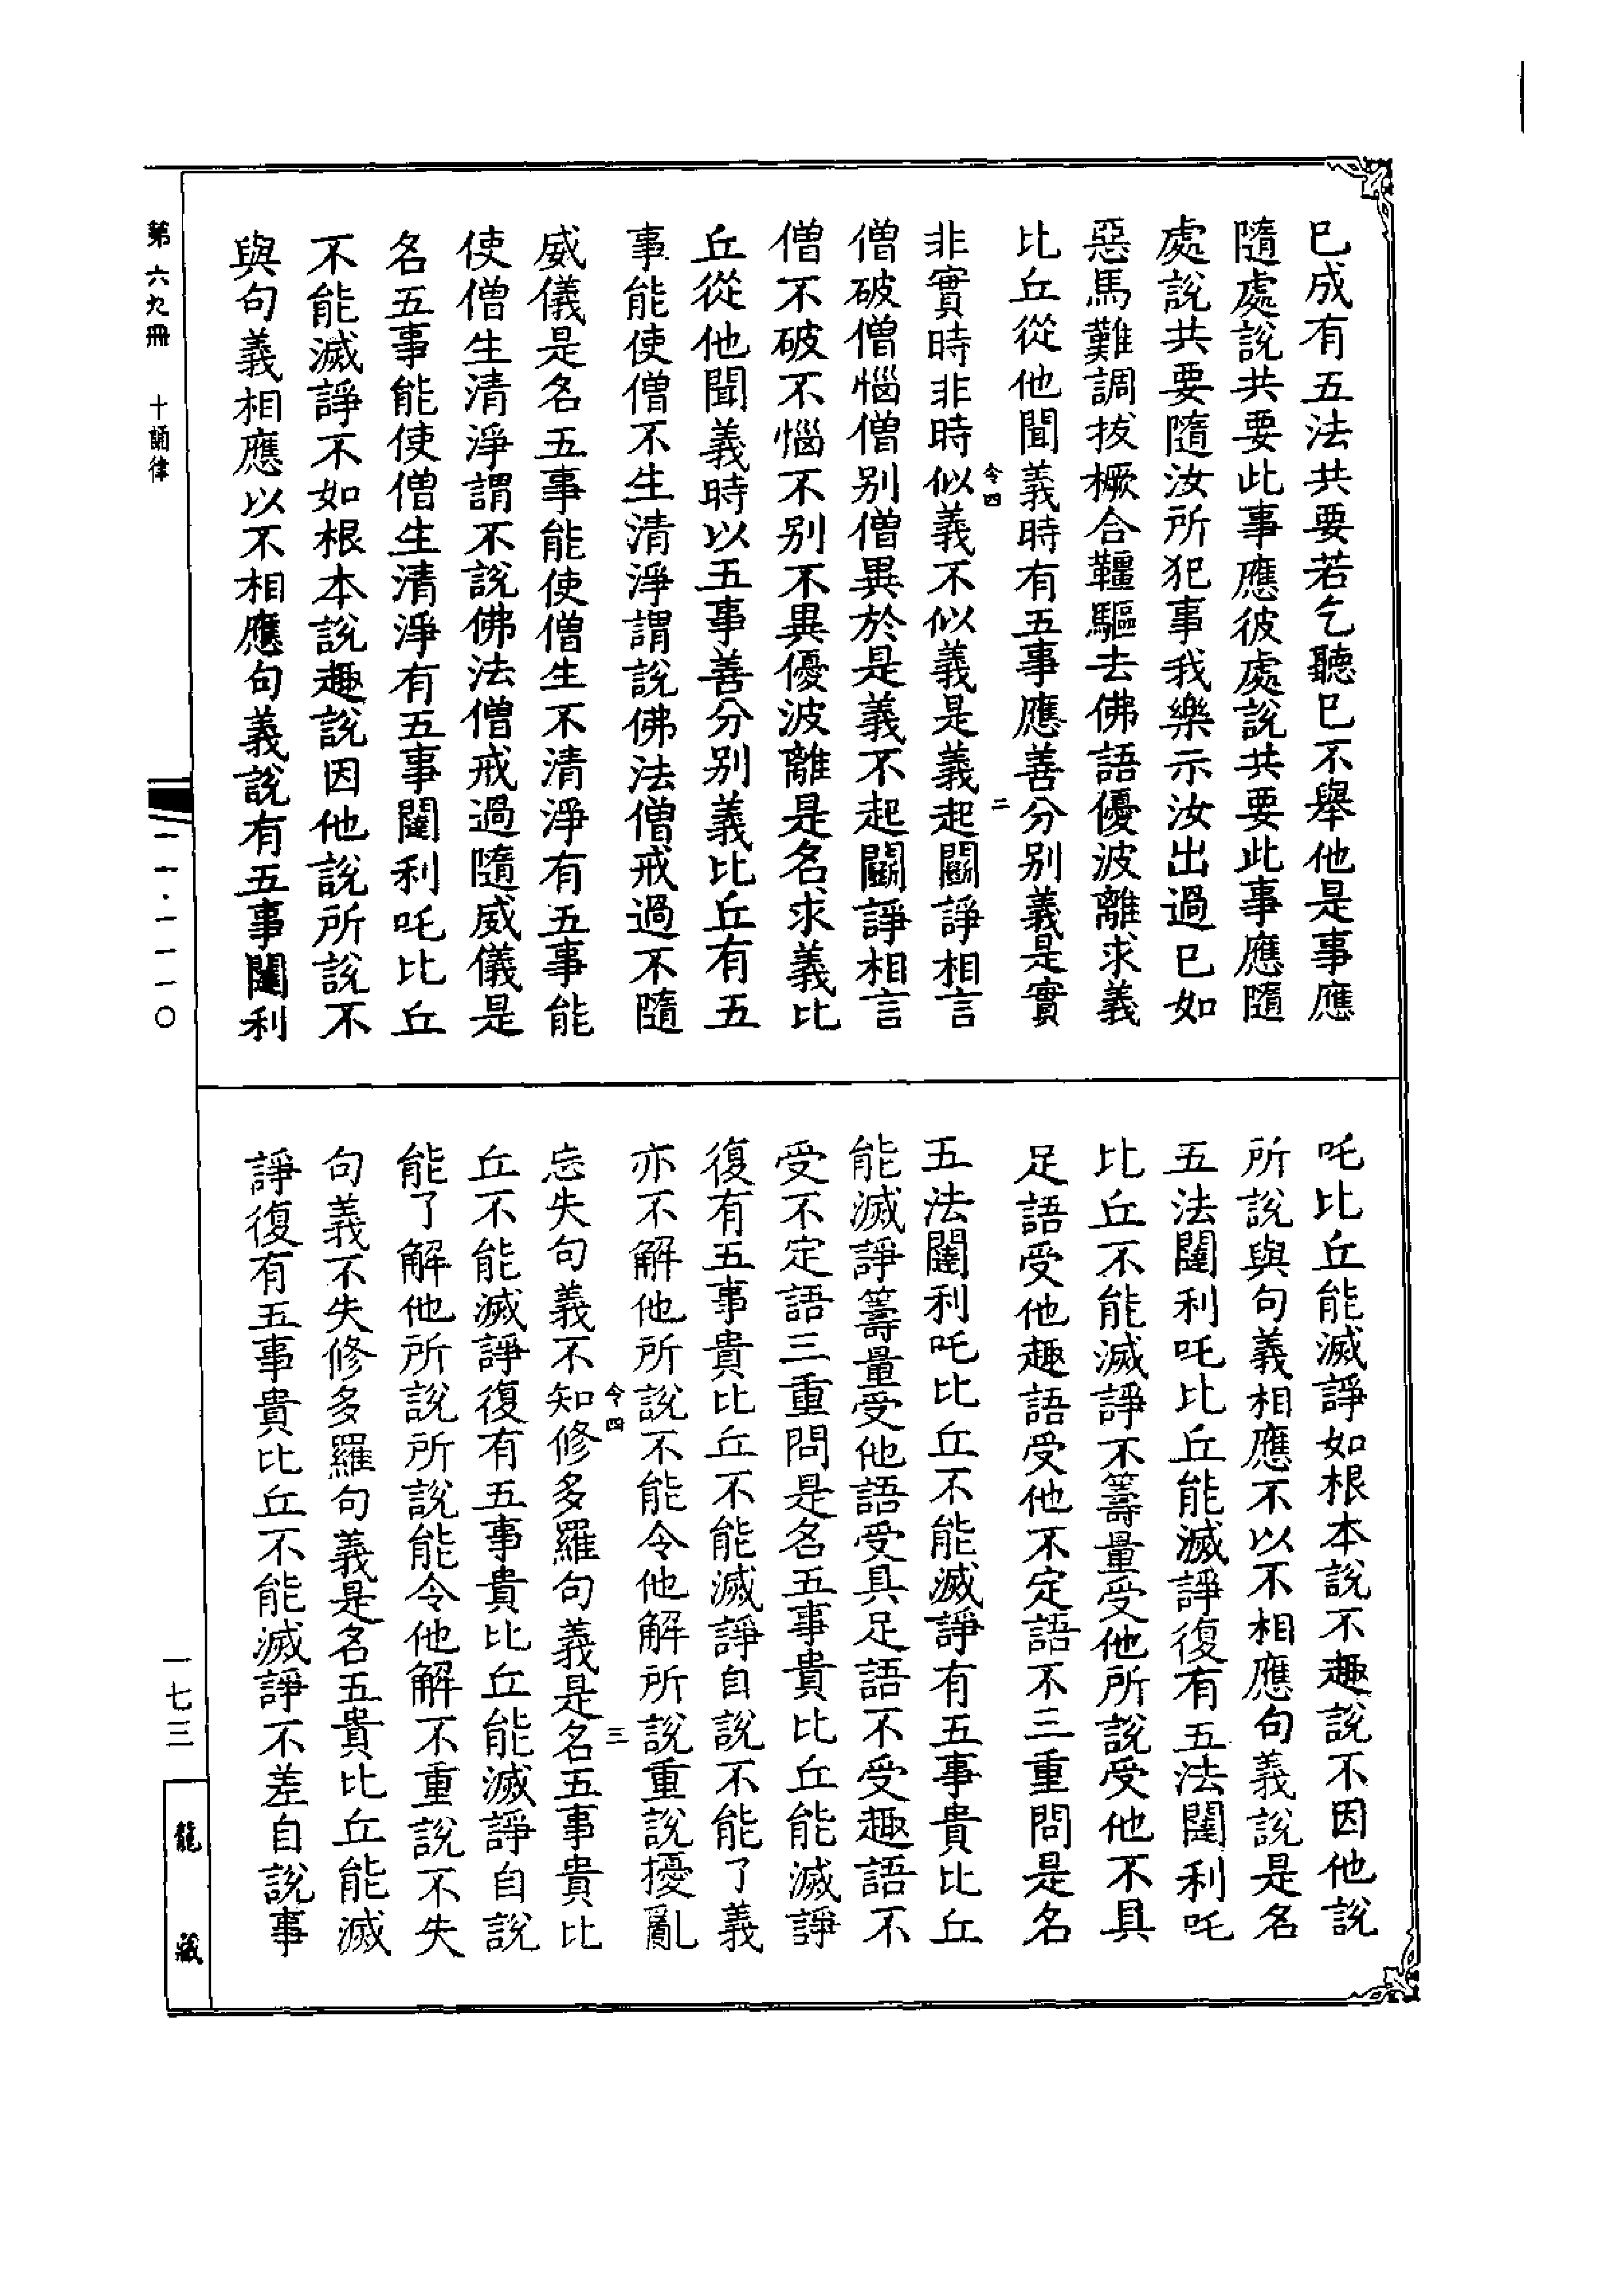 已成有五法共要若乞聽已不舉他是事應
隨處說共要此事應彼處說共要此事應隨
處說共要隨汝所犯事我樂示汝出過已如
惡馬難調拔橛合韁驅去佛語優波離求義
比丘從他聞義時有五事應善分別義是實
令四
二
非實時非時似義不似義是義起鬪諍相言
僧破僧惱僧別僧異於是義不起鬪諍相言
僧不破不惱不別不異優波離是名求義比
丘從他聞義時以五事善分別義比丘有五
事能使僧不生清淨謂說佛法僧戒過不隨
威儀是名五事能使僧生不清淨有五事能
使僧生清淨謂不說佛法僧戒過隨威儀是
名五事能使僧生清淨有五事闥利吒比丘
不能滅諍不如根本說趣說因他說所說不
與句義相應以不相應句義說有五事闥利
吒比丘能滅諍如根本說不趣說不因他說
所說與句義相應不以不相應句義說是名
五法闥利吒比丘能滅諍復有五法闥利吒
比丘不能滅諍不籌量受他所說受他不具
足語受他趣語受他不定語不三重問是名
五法闥利吒比丘不能滅諍有五事貴比丘
能滅諍籌量受他語受具足語不受趣語不
受不定語三重問是名五事貴比丘能滅諍
復有五事貴比丘不能滅諍自說不能了義
亦不解他所說不能令他解所說重說擾亂
令四
三
忘失句義不知修多羅句義是名五事貴比
丘不能滅諍復有五事貴比丘能滅諍自說
能了解他所說所說能令他解不重說不失
句義不失修多羅句義是名五貴比丘能滅
諍復有五事貴比丘不能滅諍不差自說事
第六九冊 十誦律
一一·一一一〇
一七三
龍藏